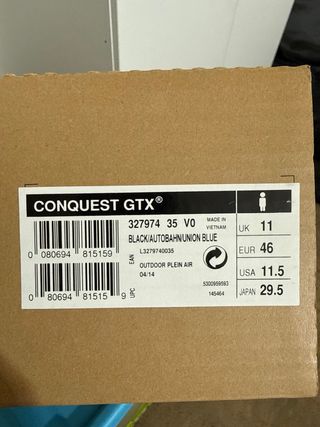 CONQUEST GTX®
327974 35 V0
MADE IN
VIETNAM
BLACK/AUTOBAHN/UNION BLUE
L3279740035
EAN
0 080694 815159
OUTDOOR PLEIN AIR
04/14
5300959593
145464
UPC
0 80694 81515 9
UK 11
EUR 46
USA 11.5
JAPAN 29.5